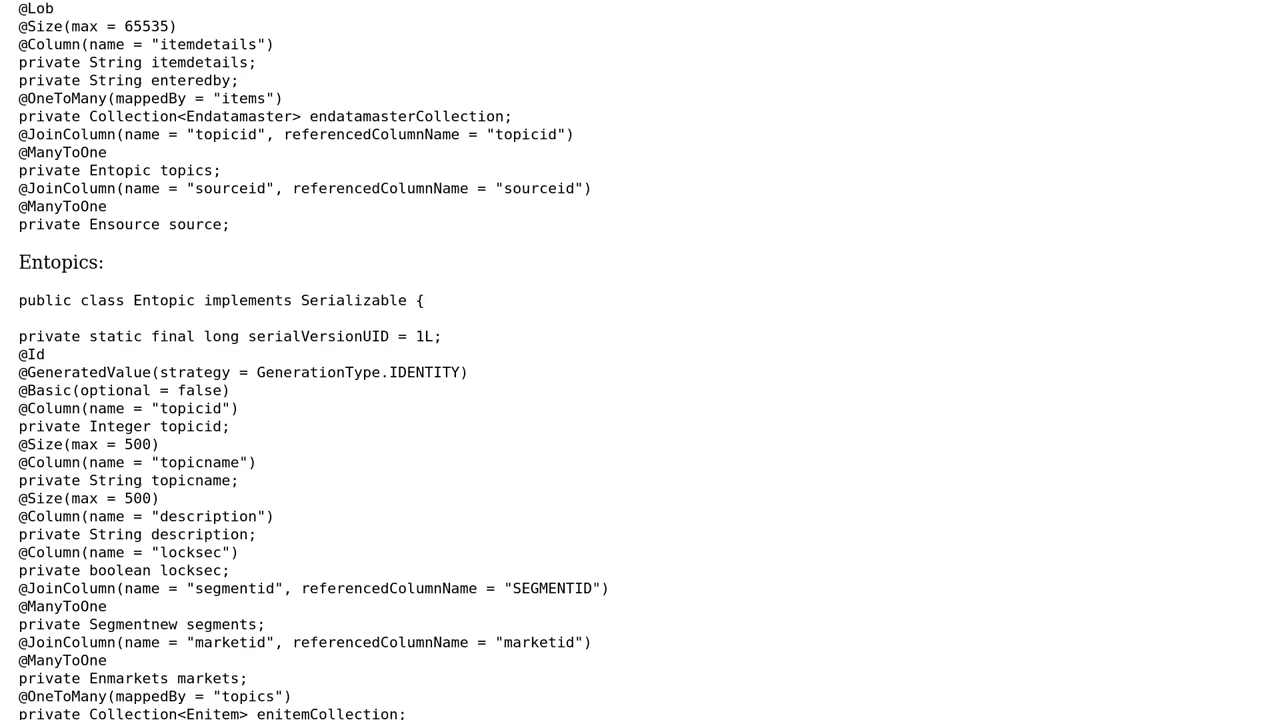 @Lob
@Size(max = 65535)
@Column(name = "itemdetails")
private String itemdetails;
private String enteredby;
@OneToMany(mappedBy = "items")
private Collection<Endatamaster> endatamasterCollection;
@JoinColumn(name = "topicid", referencedColumnName = "topicid")
@ManyToOne
private Entopic topics;
@JoinColumn(name = "sourceid", referencedColumnName = "sourceid")
@ManyToOne
private Ensource source;
Entopics:
public class Entopic implements Serializable {
private static final long serialVersionUID = 1L;
@Id
@GeneratedValue(strategy = GenerationType.IDENTITY)
@Basic(optional = false)
@Column(name = "topicid")
private Integer topicid;
@Size(max = 500)
@Column(name = "topicname")
private String topicname;
@Size(max = 500)
@Column(name = "description")
private String description;
@Column(name = "locksec")
private boolean locksec;
@JoinColumn(name = "segmentid", referencedColumnName = "SEGMENTID")
@ManyToOne
private Segmentnew segments;
@JoinColumn(name = "marketid", referencedColumnName = "marketid")
@ManyToOne
private Enmarkets markets;
@OneToMany(mappedBy = "topics")
private Collection<Enitem> enitemCollection;